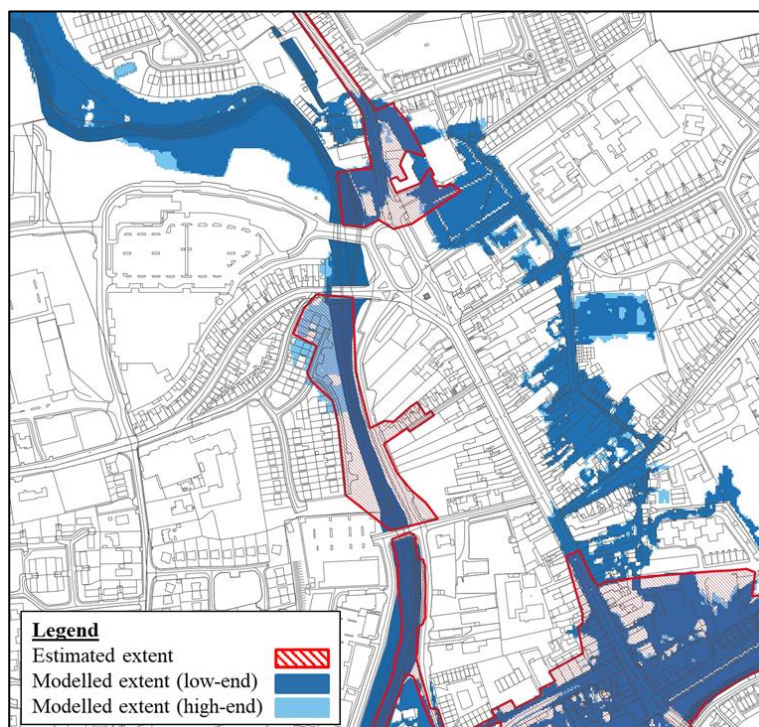 Legend
Estimated extent
Modelled extent (low-end)
Modelled extent (high-end)